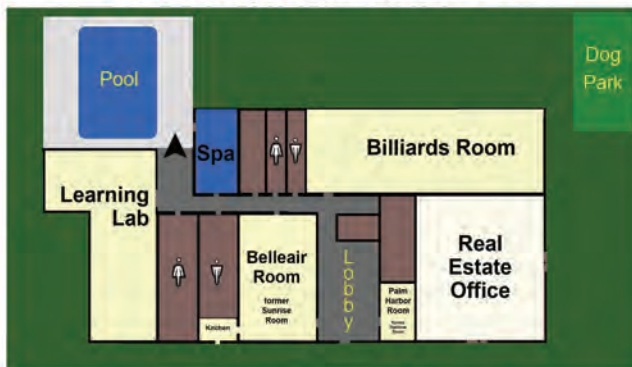 Pool
Dog
Park
Spa
Billiards Room
Learning
Lab
Belleair
Room
former
Sunrise
Room
Kitchen
Lobby
Palm
Harbor
Room
Real
Estate
Office